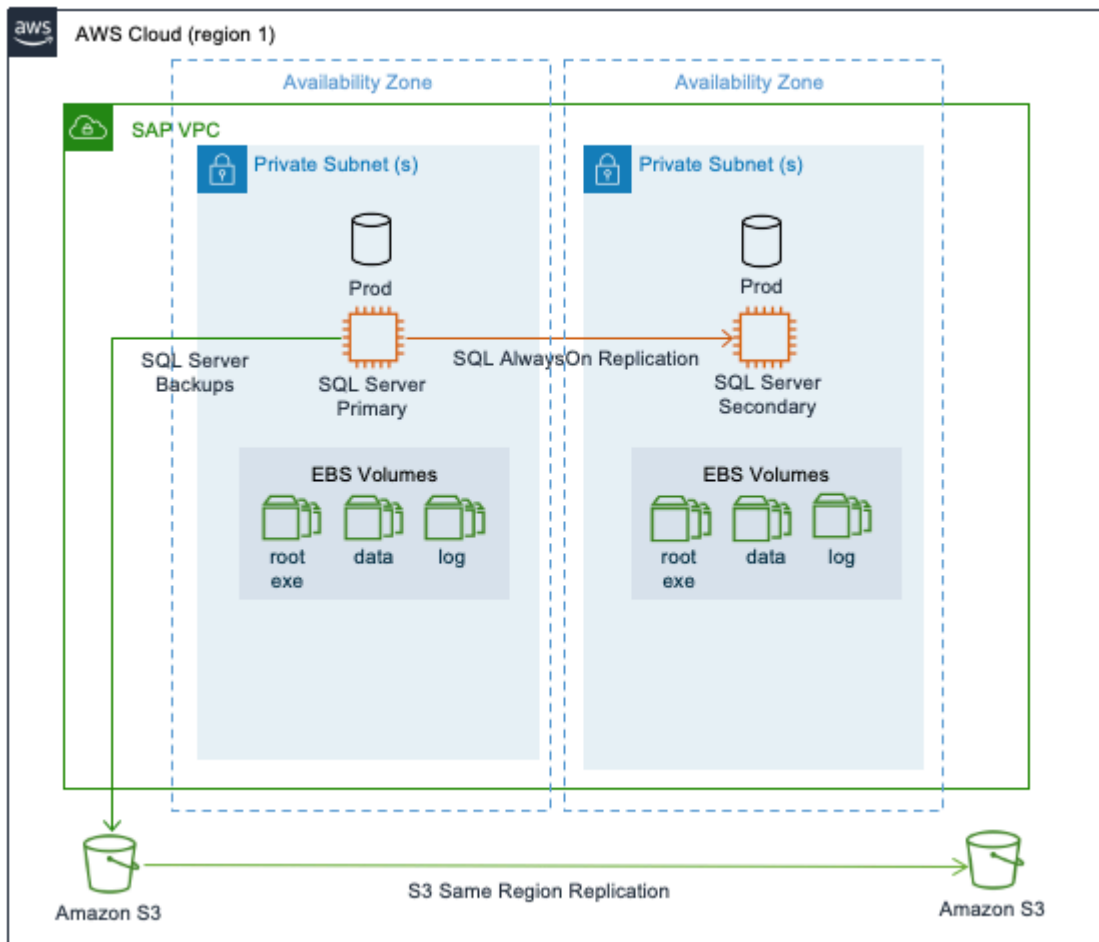 aws
AWS Cloud (region 1)
Availability Zone
Availability Zone
SAP VPC
Private Subnet (s)
Private Subnet (s)
Prod
Prod
SQL Server
Backups
SQL Server
Primary
SQL AlwaysOn Replication
SQL Server
Secondary
EBS Volumes
root
exe
data
log
EBS Volumes
root
exe
data
log
Amazon S3
S3 Same Region Replication
Amazon S3